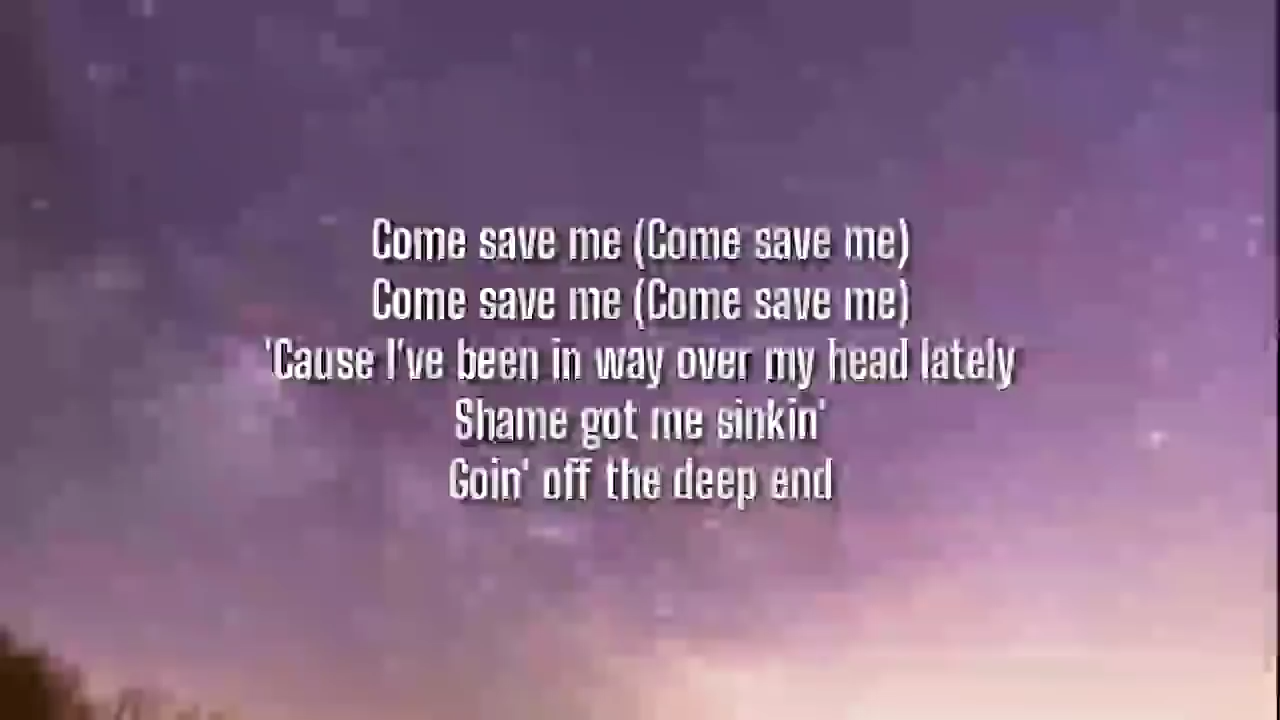 Come save me (Come save me)
Come save me (Come save me)
'Cause I've been in way over my head lately
Shame got me sinkin'
Goin' off the deep end